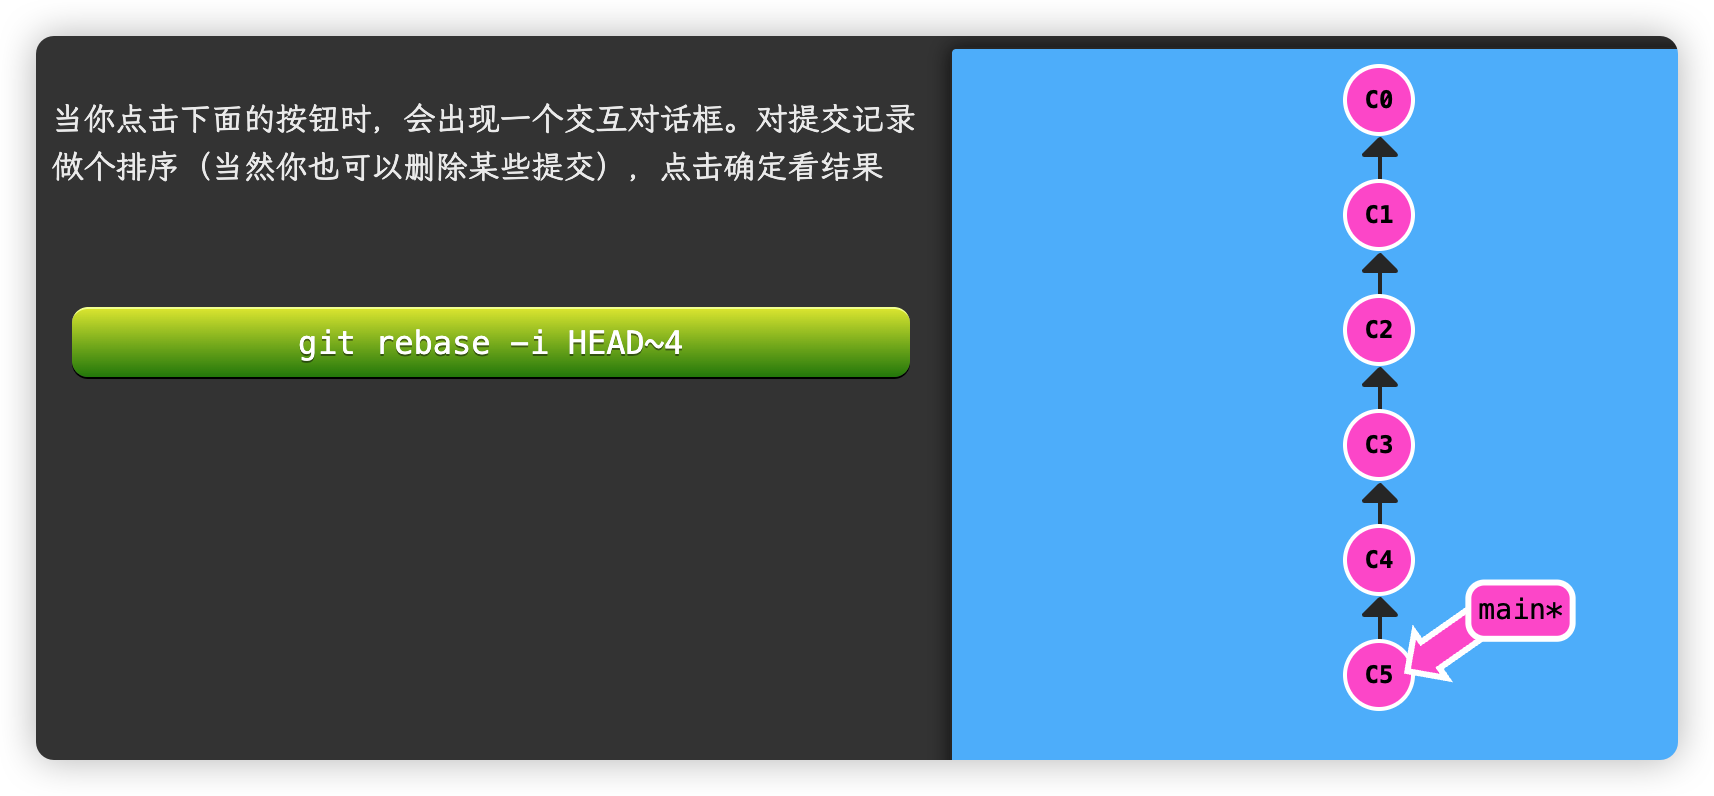 当你点击下面的按钮时，会出现一个交互对话框。对提交记录
做个排序（当然你也可以删除某些提交），点击确定看结果
git rebase -i HEAD~4
C0
C1
C2
C3
C4
main*
C5